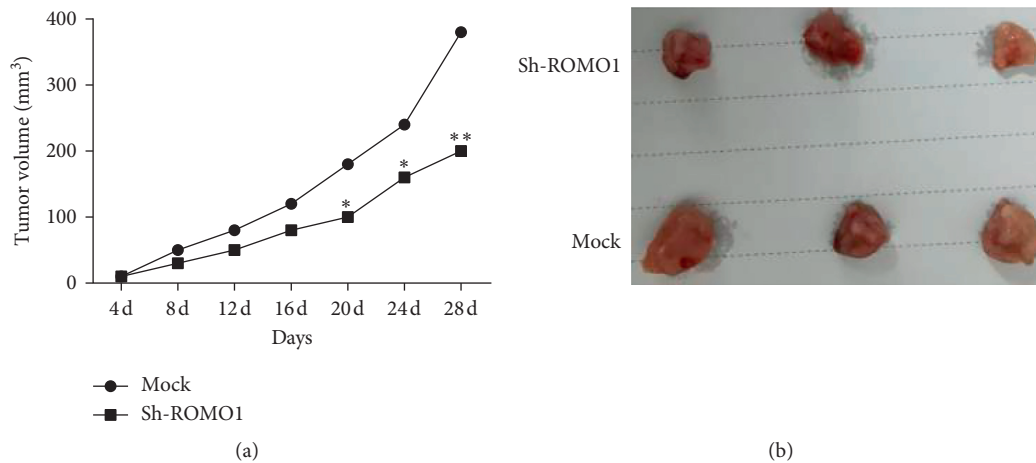 400
300
200
100
0
Tumor volume (mm³)
*
*
**
4 d 8 d 12 d 16 d 20 d 24 d 28 d
Days
Mock
Sh-ROMO1
(a)
Sh-ROMO1
Mock
(b)